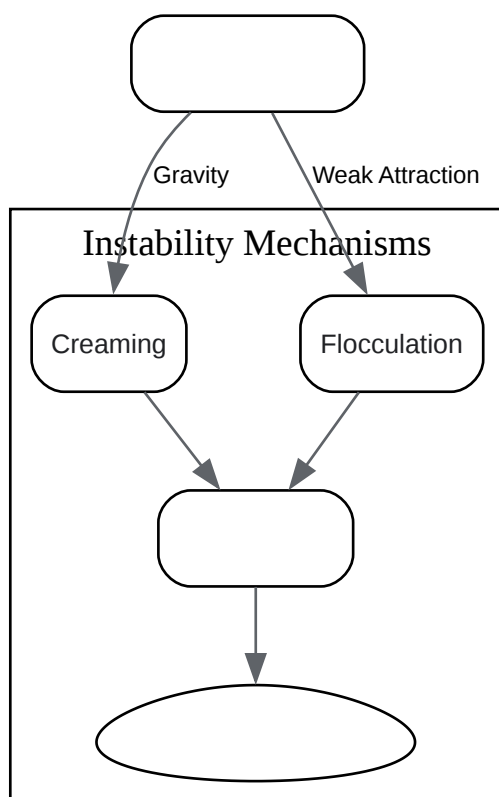 Gravity
Weak Attraction
Instability Mechanisms
Creaming
Flocculation